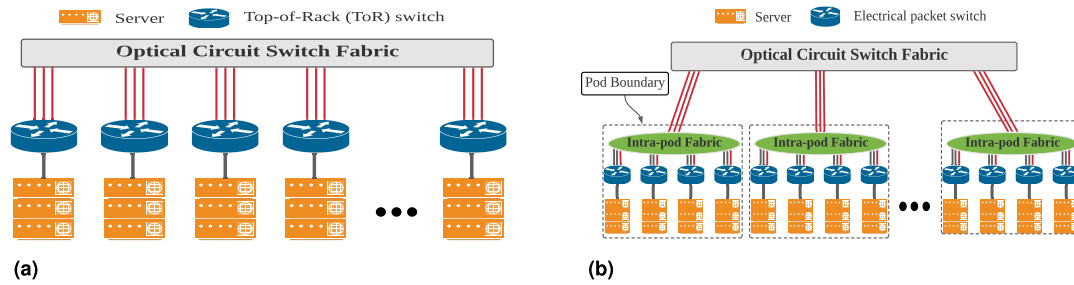 Server
Top-of-Rack (ToR) switch
Optical Circuit Switch Fabric
(a)
Server
Electrical packet switch
Optical Circuit Switch Fabric
Pod Boundary
Intra-pod Fabric
Intra-pod Fabric
Intra-pod Fabric
(b)